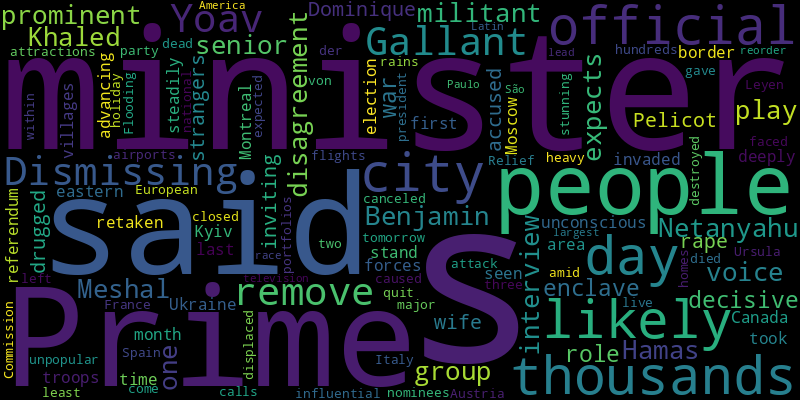 America
prominent Yoav Dominique militant official
Latin
Khaled senior Gallant
attractions party dead der rains hundreds border lead reorder
minister
within villages advancing holiday Flooding steadily national strangers Montreal expected von disagreement election war president first accused Moscow São Paulo stunning expects gave Leyen
Pelicot play
airports flights Relief heavy invaded faced deeply
Dismissing city people
eastern European canceled destroyed
referendum drugged retaken closed Kyiv inviting portfolios Benjamin unconscious largest Netanyahu
said two tomorrow stand area day rape Ursula
last race forces attack seen amid homes died voice
left Meshal television caused quit three interview enclave live decisive
France Ukraine remove major likely Canada
Commission Prime S wife took
month displaced role Hamas
unpopular Spain one Italy
troops time group thousands
least come calls influential nominees Austria